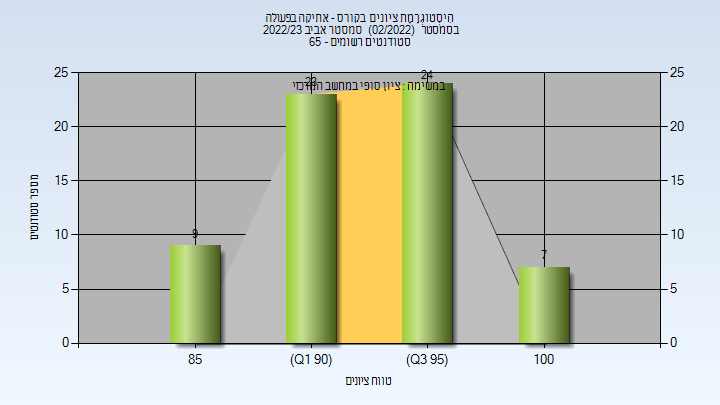 היסטוגרמת ציונים בקורס - אתיקה בפעולה
בסמסטר (02/2022) סמסטר אביב 2022/23
סטודנטים רשומים - 65
במשימה : ציון סופי במחשב המרכזי
25
20
15
10
5
0
25
20
15
10
5
0
9
23
24
7
85
(Q1 90)
(Q3 95)
100
מספר סטודנטים
טווח ציונים